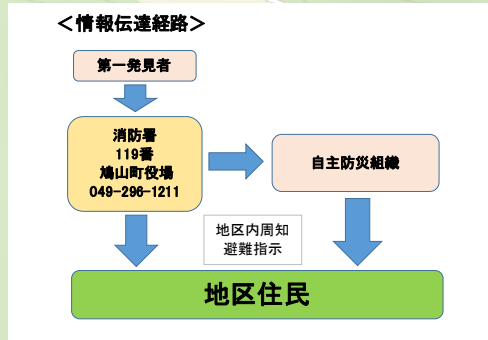 ＜情報伝達経路＞
第一発見者
消防署
119番
鳩山町役場
049-296-1211
自主防災組織
地区内周知
避難指示
地区住民